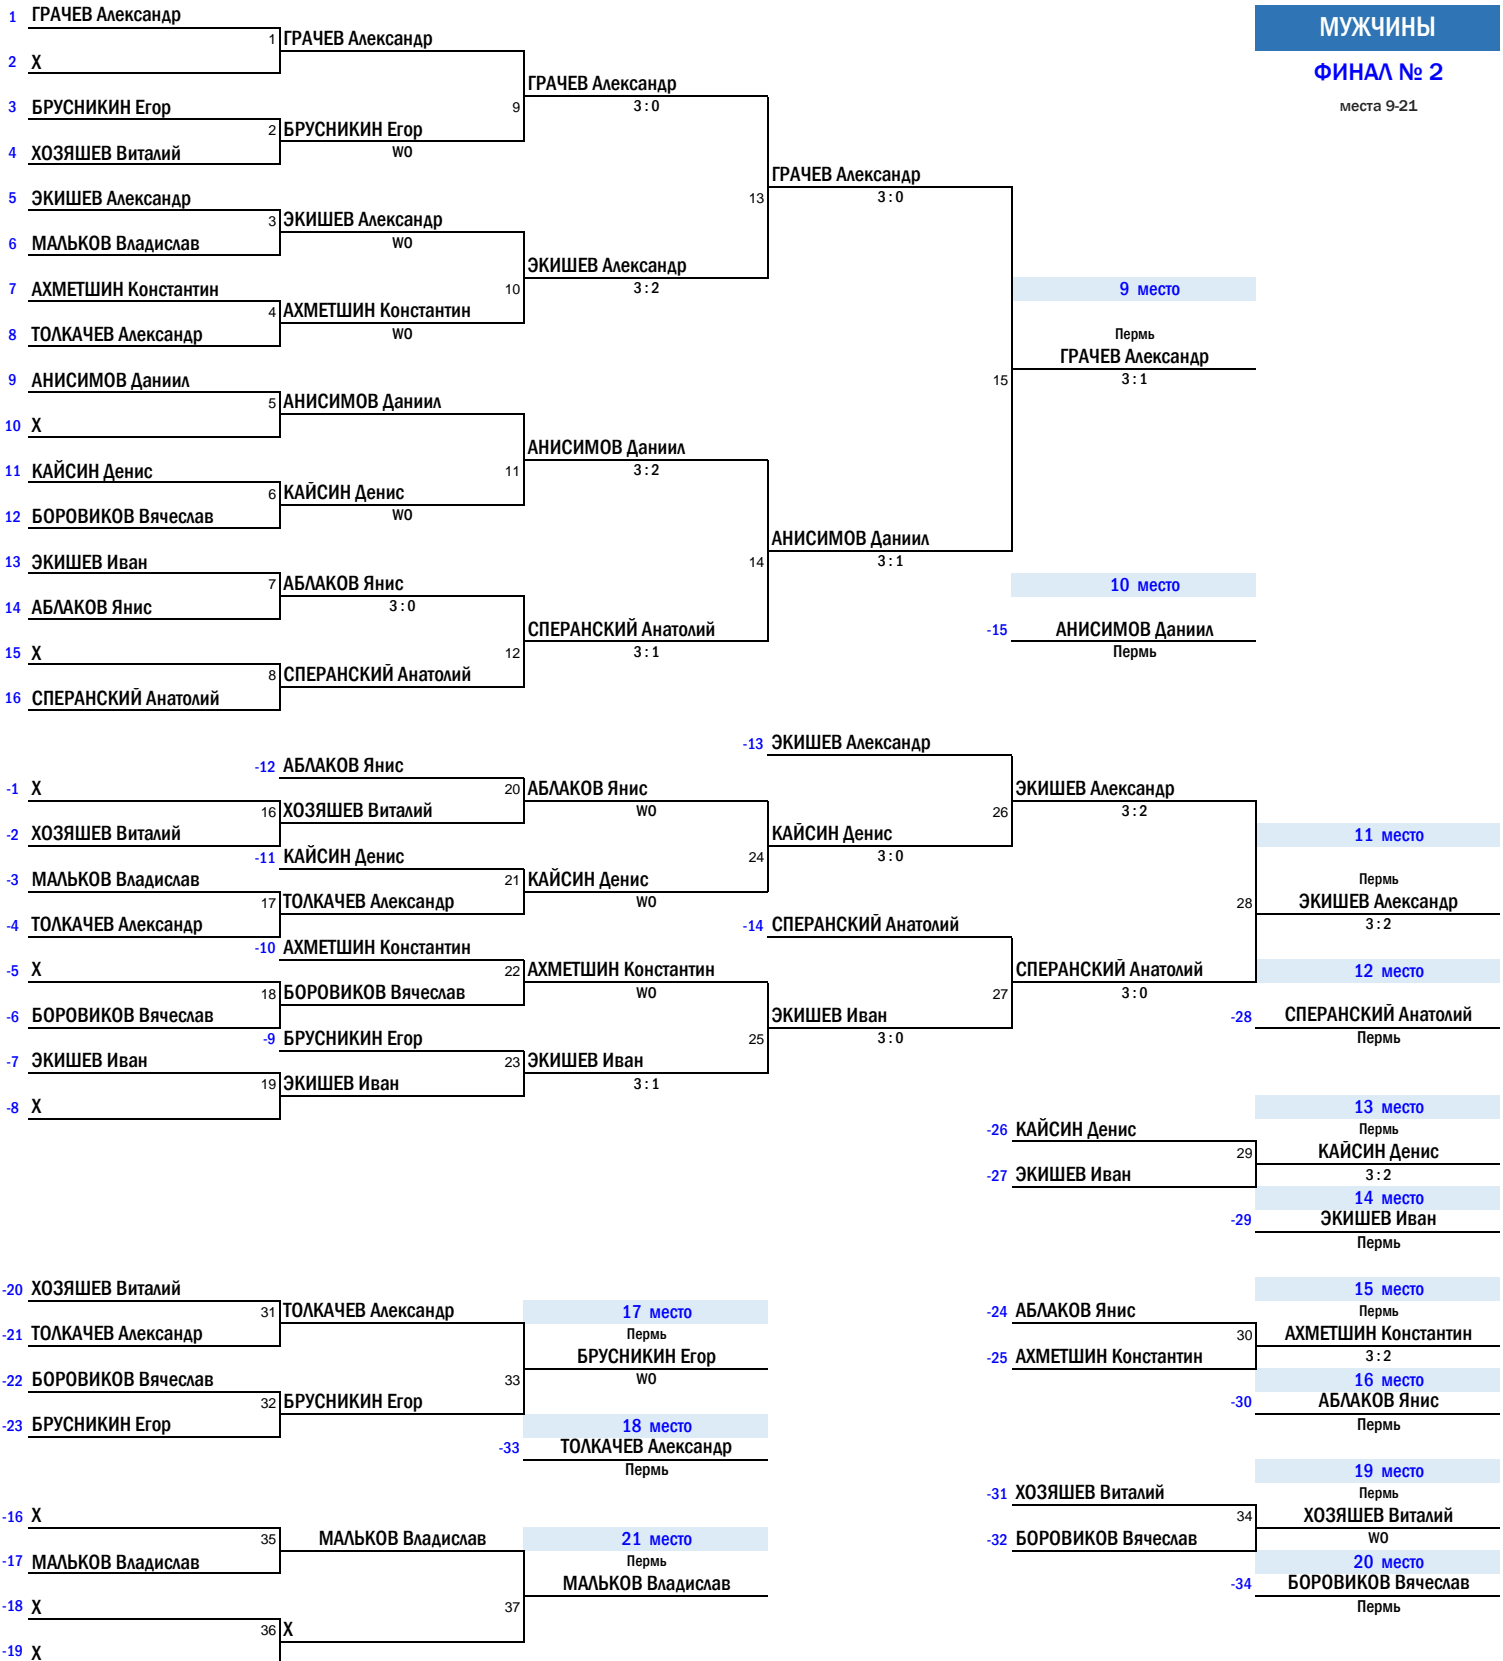 МУЖЧИНЫ
ФИНАЛ № 2
места 9-21
1 ГРАЧЕВ Александр
1 ГРАЧЕВ Александр
2 X
ГРАЧЕВ Александр
3 : 0
3 БРУСНИКИН Егор
9
2 БРУСНИКИН Егор
WO
4 ХОЗЯШЕВ Виталий
ГРАЧЕВ Александр
3 : 0
13
5 ЭКИШЕВ Александр
3 ЭКИШЕВ Александр
WO
6 МАЛЬКОВ Владислав
ЭКИШЕВ Александр
3 : 2
7 АХМЕТШИН Константин
10
9 место
4 АХМЕТШИН Константин
WO
8 ТОЛКАЧЕВ Александр
Пермь
ГРАЧЕВ Александр
3 : 1
9 АНИСИМОВ Даниил
15
5 АНИСИМОВ Даниил
10 X
АНИСИМОВ Даниил
3 : 2
11 КАЙСИН Денис
11
6 КАЙСИН Денис
WO
12 БОРОВИКОВ Вячеслав
АНИСИМОВ Даниил
3 : 1
13 ЭКИШЕВ Иван
14
7 АБЛАКОВ Янис
3 : 0
10 место
14 АБЛАКОВ Янис
СПЕРАНСКИЙ Анатолий
3 : 1
-15 АНИСИМОВ Даниил
Пермь
15 X
12
8 СПЕРАНСКИЙ Анатолий
16 СПЕРАНСКИЙ Анатолий
-13 ЭКИШЕВ Александр
-12 АБЛАКОВ Янис
-1 X
20 АБЛАКОВ Янис
WO
ЭКИШЕВ Александр
3 : 2
16 ХОЗЯШЕВ Виталий
26
-2 ХОЗЯШЕВ Виталий
КАЙСИН Денис
3 : 0
11 место
-11 КАЙСИН Денис
24
-3 МАЛЬКОВ Владислав
21 КАЙСИН Денис
WO
Пермь
17 ТОЛКАЧЕВ Александр
28 ЭКИШЕВ Александр
3 : 2
-4 ТОЛКАЧЕВ Александр
-14 СПЕРАНСКИЙ Анатолий
-10 АХМЕТШИН Константин
-5 X
22 АХМЕТШИН Константин
WO
СПЕРАНСКИЙ Анатолий
3 : 0
12 место
18 БОРОВИКОВ Вячеслав
27
-6 БОРОВИКОВ Вячеслав
ЭКИШЕВ Иван
3 : 0
-28 СПЕРАНСКИЙ Анатолий
Пермь
-9 БРУСНИКИН Егор
25
-7 ЭКИШЕВ Иван
23 ЭКИШЕВ Иван
3 : 1
19 ЭКИШЕВ Иван
-8 X
13 место
-26 КАЙСИН Денис
Пермь
29 КАЙСИН Денис
3 : 2
-27 ЭКИШЕВ Иван
14 место
-29 ЭКИШЕВ Иван
Пермь
-20 ХОЗЯШЕВ Виталий
31 ТОЛКАЧЕВ Александр
-21 ТОЛКАЧЕВ Александр
17 место
Пермь
БРУСНИКИН Егор
WO
-22 БОРОВИКОВ Вячеслав
33
32 БРУСНИКИН Егор
-23 БРУСНИКИН Егор
18 место
-33 ТОЛКАЧЕВ Александр
Пермь
15 место
-24 АБЛАКОВ Янис
Пермь
30 АХМЕТШИН Константин
3 : 2
-25 АХМЕТШИН Константин
16 место
-30 АБЛАКОВ Янис
Пермь
19 место
-31 ХОЗЯШЕВ Виталий
Пермь
34 ХОЗЯШЕВ Виталий
WO
-32 БОРОВИКОВ Вячеслав
20 место
-34 БОРОВИКОВ Вячеслав
Пермь
-16 X
35 МАЛЬКОВ Владислав
-17 МАЛЬКОВ Владислав
21 место
Пермь
МАЛЬКОВ Владислав
-18 X
37
36 X
-19 X